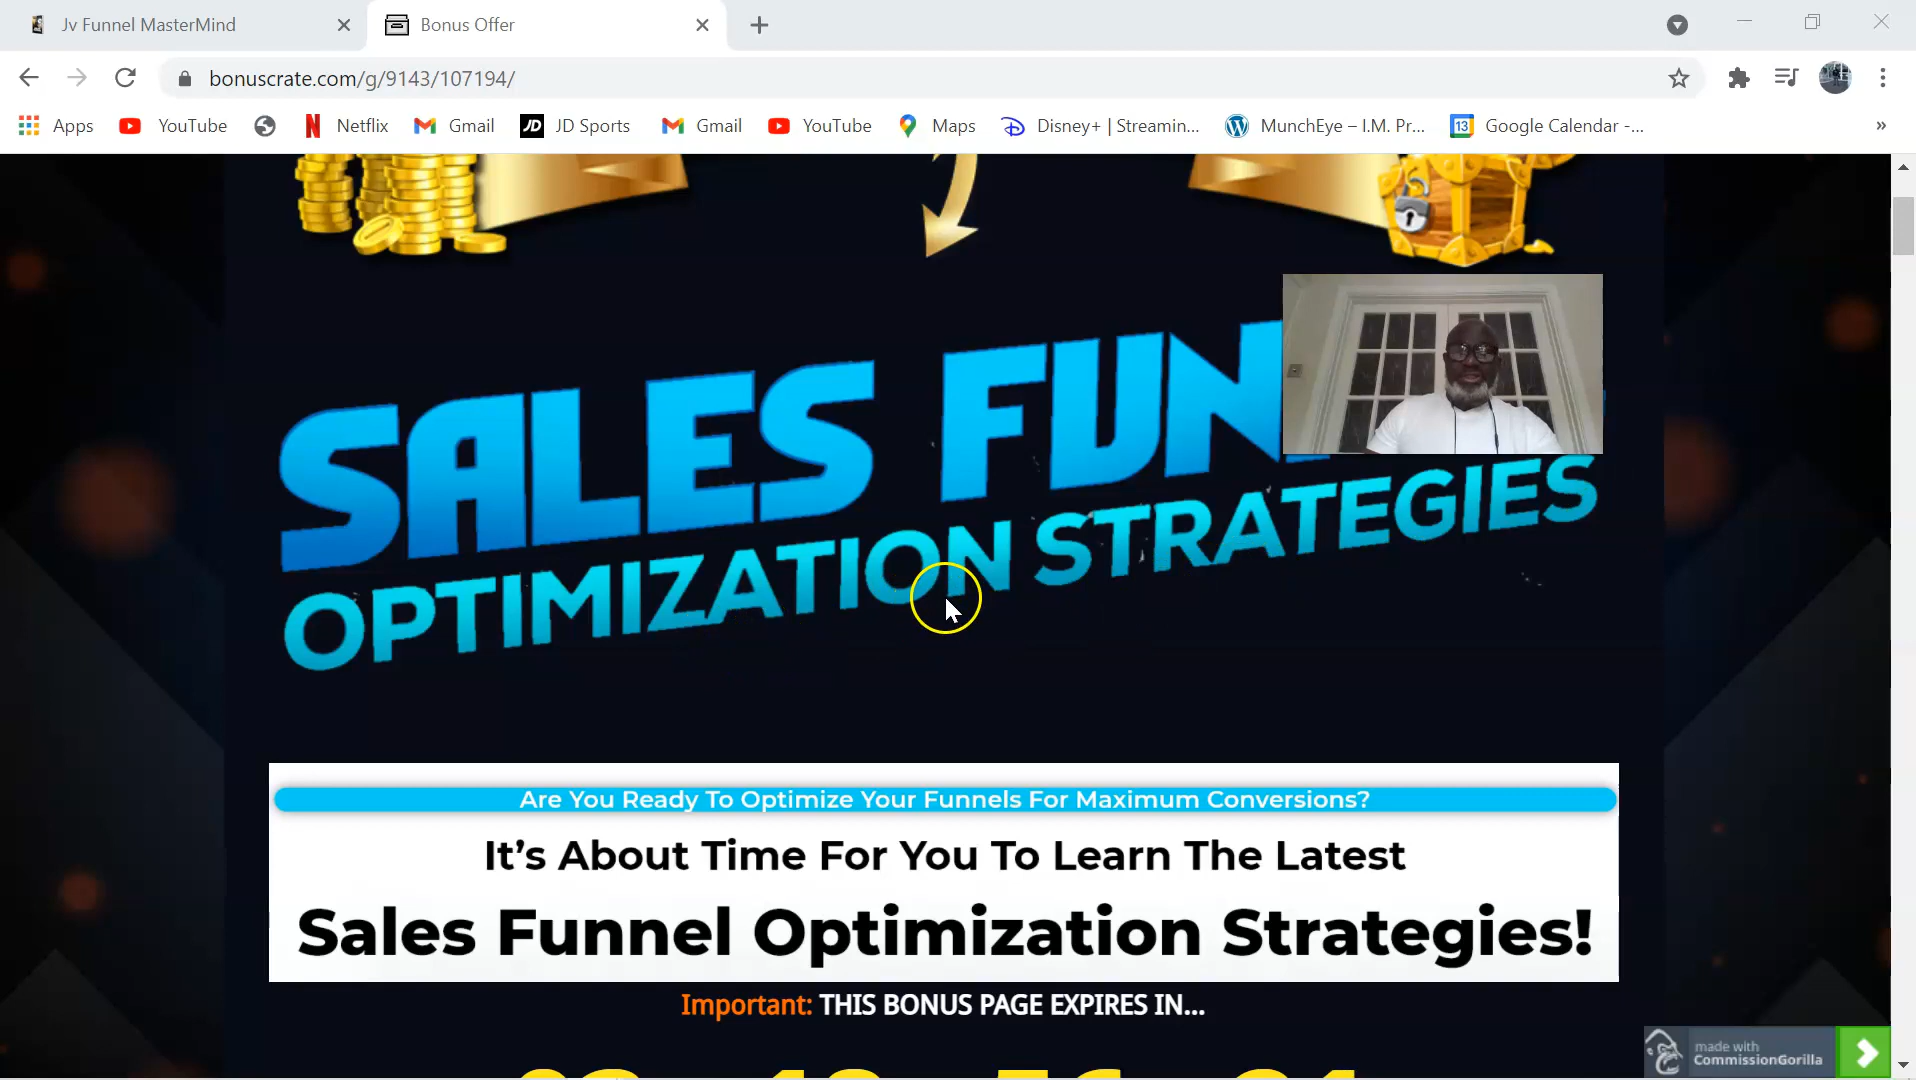 Jv Funnel MasterMind
Bonus Offer
bonuscrate.com/g/9143/107194/
Apps
YouTube
Netflix
JD
JD Sports
Gmail
YouTube
Maps
Disney+ | Streamin...
MunchEye – I.M. Pr...
13
Google Calendar -...
SALES FUN
OPTIMIZATION STRATEGIES
Are You Ready To Optimize Your Funnels For Maximum Conversions?
It's About Time For You To Learn The Latest
Sales Funnel Optimization Strategies!
Important: THIS BONUS PAGE EXPIRES IN...
made with
CommissionGorilla